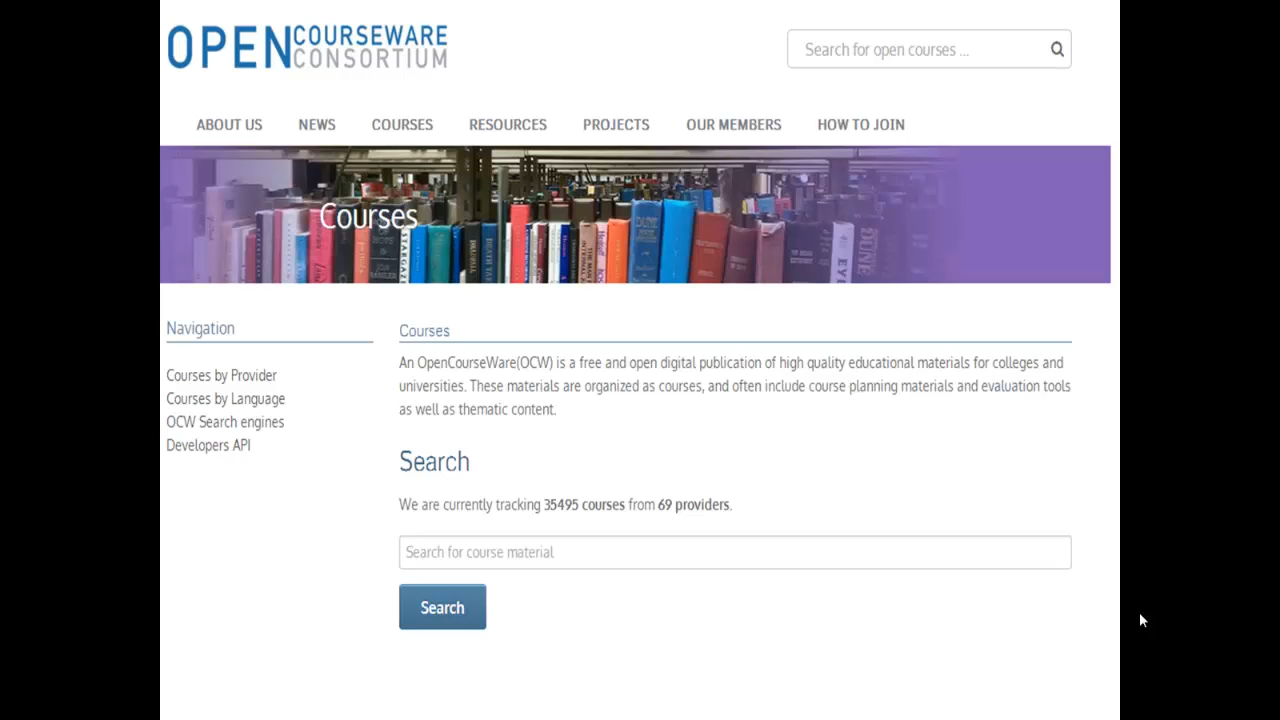 OPEN COURSEWARE CONSORTIUM
Search for open courses ...
ABOUT US NEWS COURSES RESOURCES PROJECTS OUR MEMBERS HOW TO JOIN
Courses
STARGAZE
DUNE
Navigation
Courses by Provider
Courses by Language
OCW Search engines
Developers API
Courses
An OpenCourseWare(OCW) is a free and open digital publication of high quality educational materials for colleges and
universities. These materials are organized as courses, and often include course planning materials and evaluation tools
as well as thematic content.
Search
We are currently tracking 35495 courses from 69 providers.
Search for course material
Search